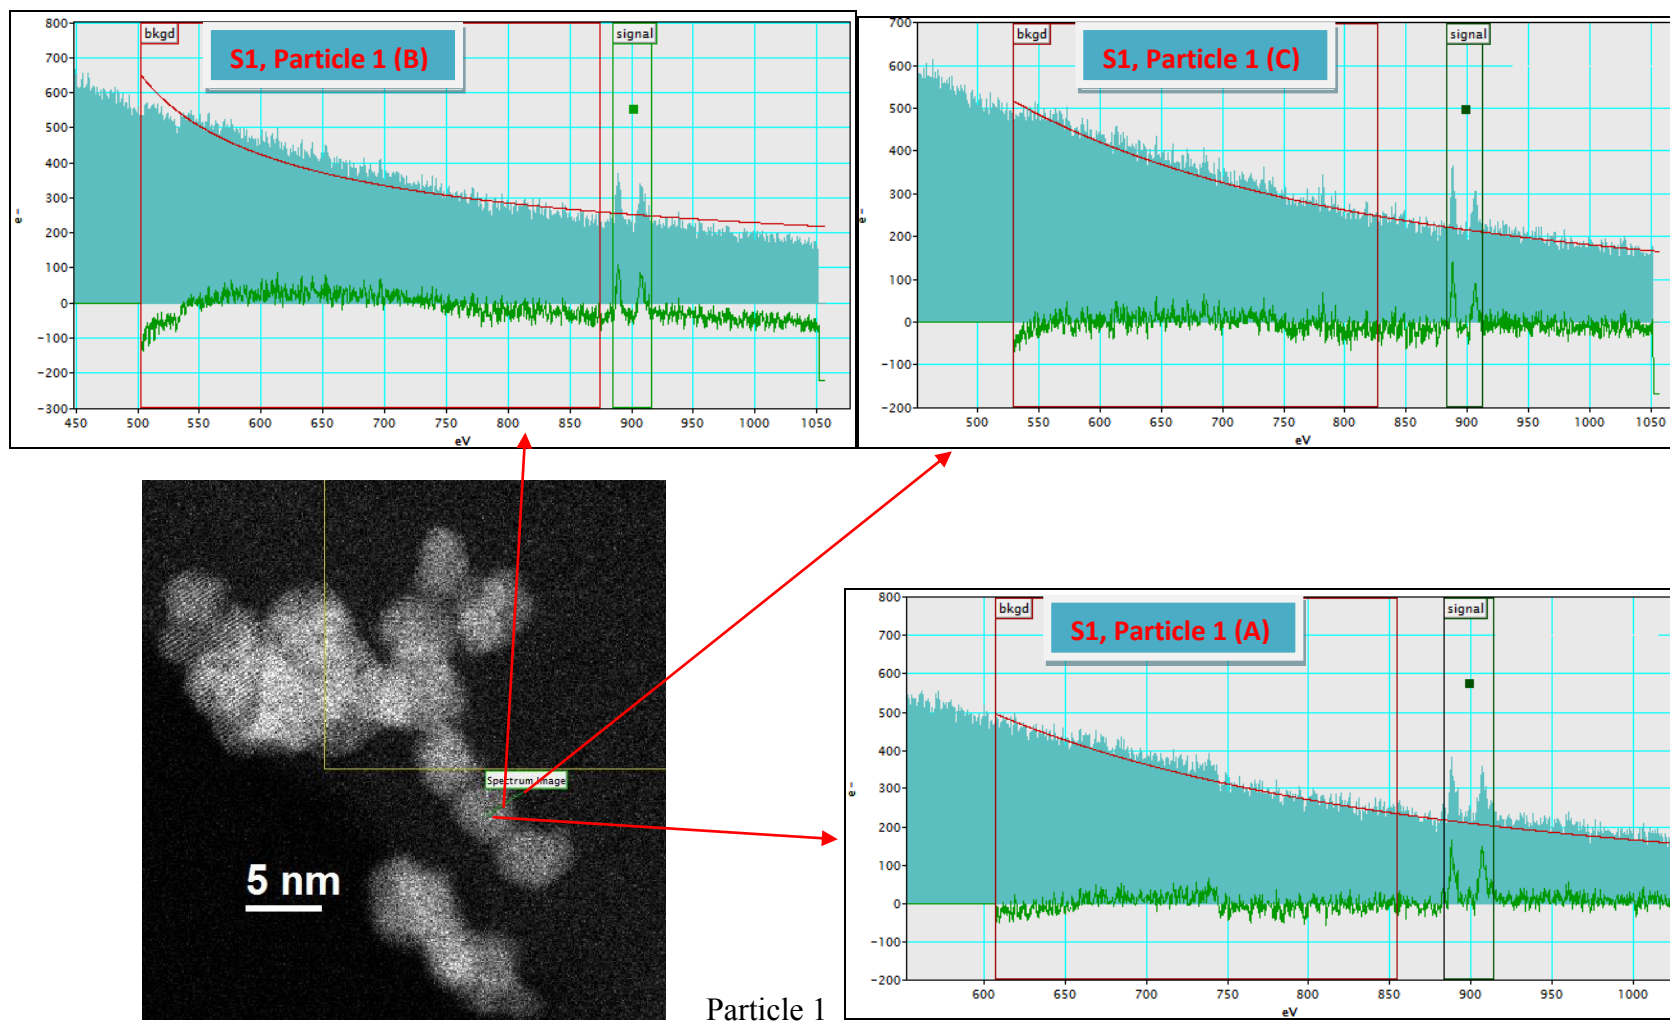 bkgd
S1, Particle 1 (B)
signal
800
700
600
500
400
300
200
100
0
-100
-200
-300
e-
450 500 550 600 650 700 750 800 850 900 950 1000 1050
eV
bkgd
S1, Particle 1 (C)
signal
700
600
500
400
300
200
100
0
-100
-200
e-
500 550 600 650 700 750 800 850 900 950 1000 1050
eV
Spectrum Image
5 nm
Particle 1
bkgd
S1, Particle 1 (A)
signal
800
700
600
500
400
300
200
100
0
-100
-200
e-
600 650 700 750 800 850 900 950 1000
eV